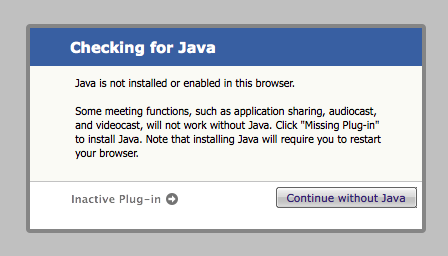 Checking for Java
Java is not installed or enabled in this browser.
Some meeting functions, such as application sharing, audiocast,
and videocast, will not work without Java. Click "Missing Plug-in"
to install Java. Note that installing Java will require you to restart
your browser.
Inactive Plug-in
Continue without Java